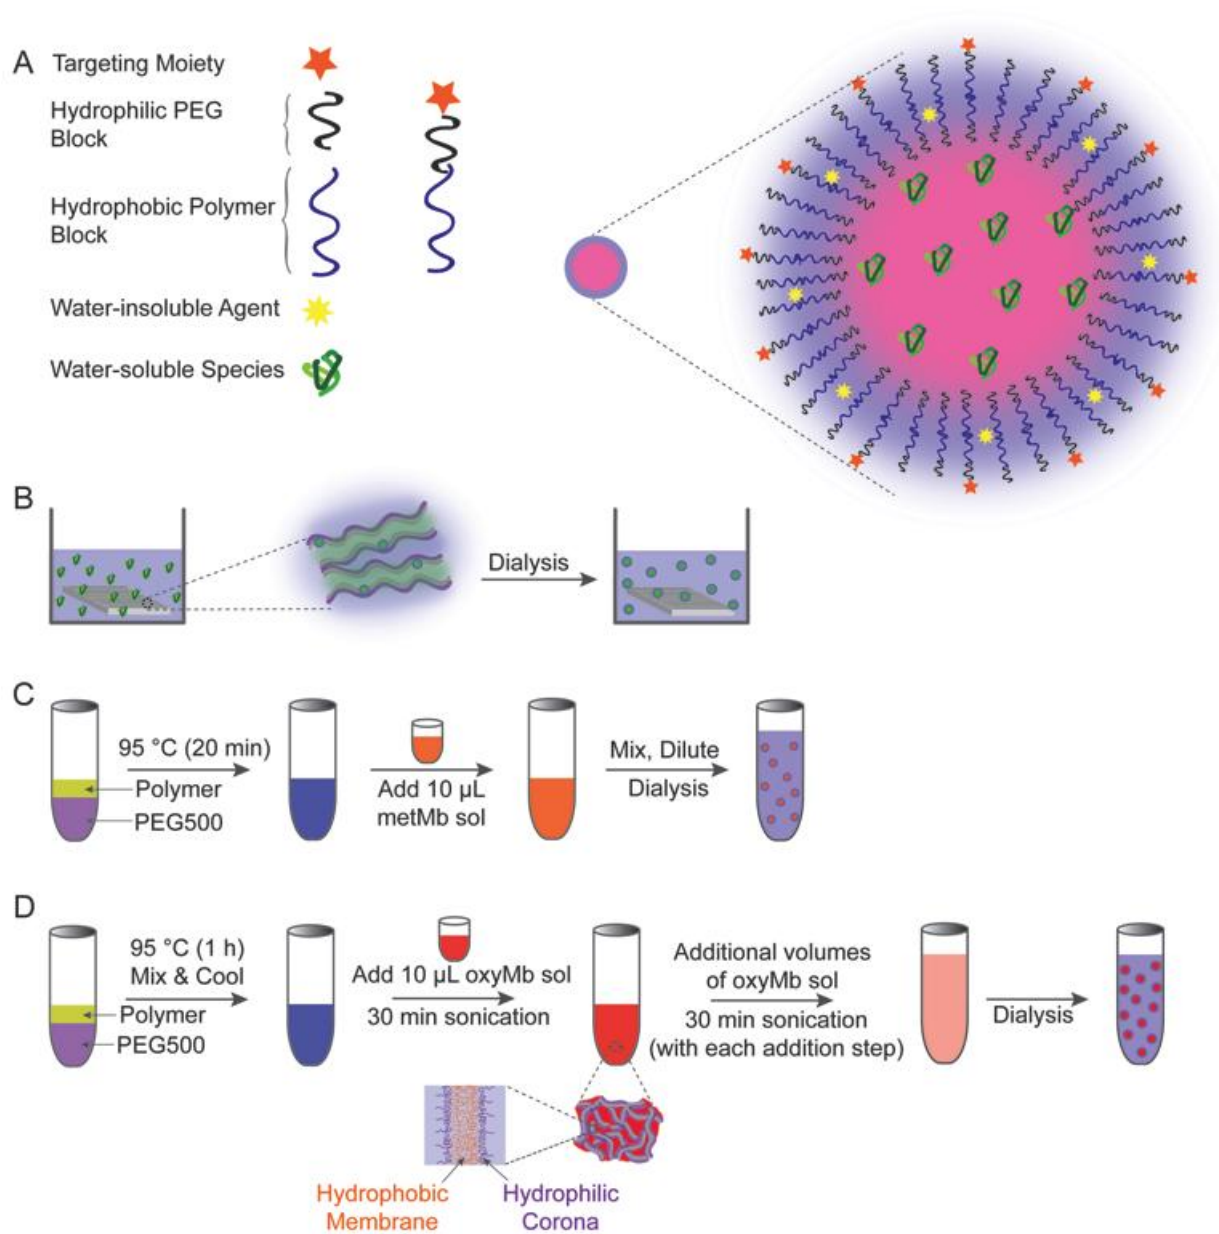 A
Targeting Moiety
Hydrophilic PEG
Block
Hydrophobic Polymer
Block
Water-insoluble Agent
Water-soluble Species
B
Dialysis
C
95 °C (20 min)
Polymer
PEG500
Add 10 µL
metMb sol
Mix, Dilute
Dialysis
D
95 °C (1 h)
Mix & Cool
Polymer
PEG500
Add 10 µL oxyMb sol
30 min sonication
Additional volumes
of oxyMb sol
30 min sonication
(with each addition step)
Dialysis
Hydrophobic
Membrane
Hydrophilic
Corona